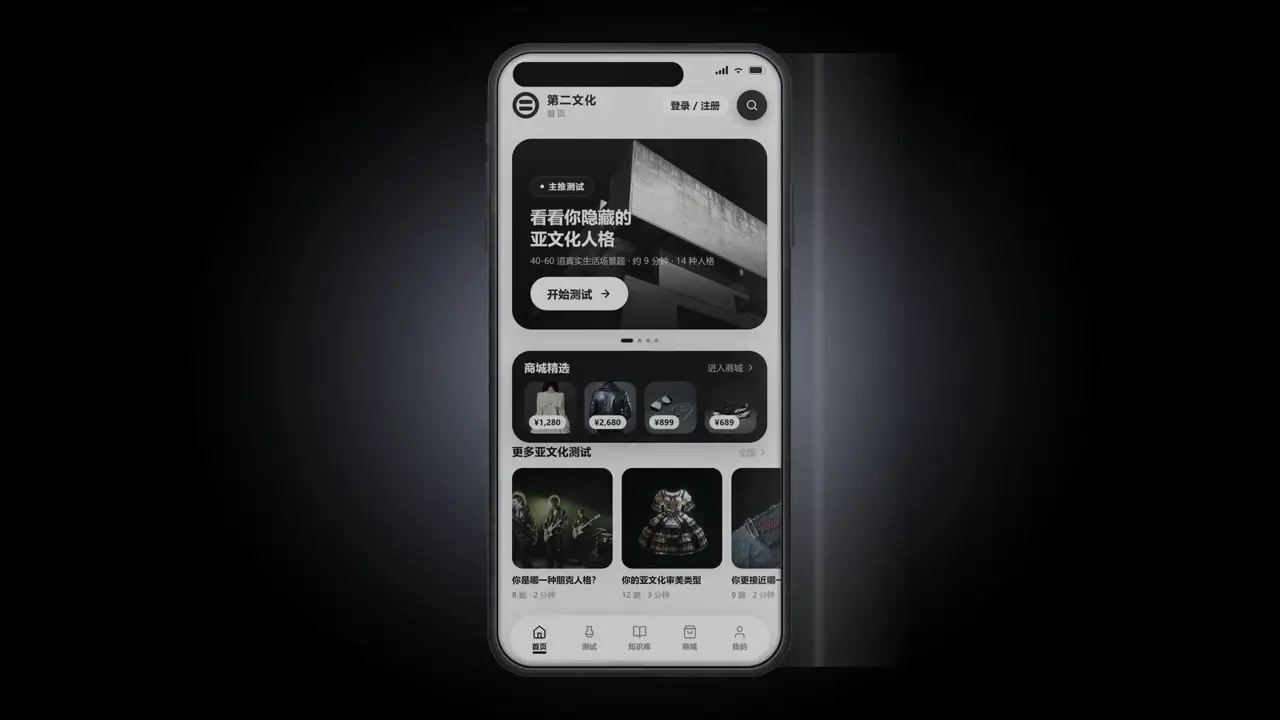 第二文化
首页
登录 / 注册
主推测试
看看你隐藏的
亚文化人格
40-60 道真实生活场景题 · 约 9 分钟 · 14 种人格
开始测试 →
商城精选
进入商城 >
¥1,280
¥2,680
¥899
¥689
更多亚文化测试
全部 >
你是哪一种朋克人格?
8 题 · 2 分钟
你的亚文化审美类型
12 题 · 3 分钟
你更接近哪一
9 题 · 2 分钟
首页
测试
知识库
商城
我的